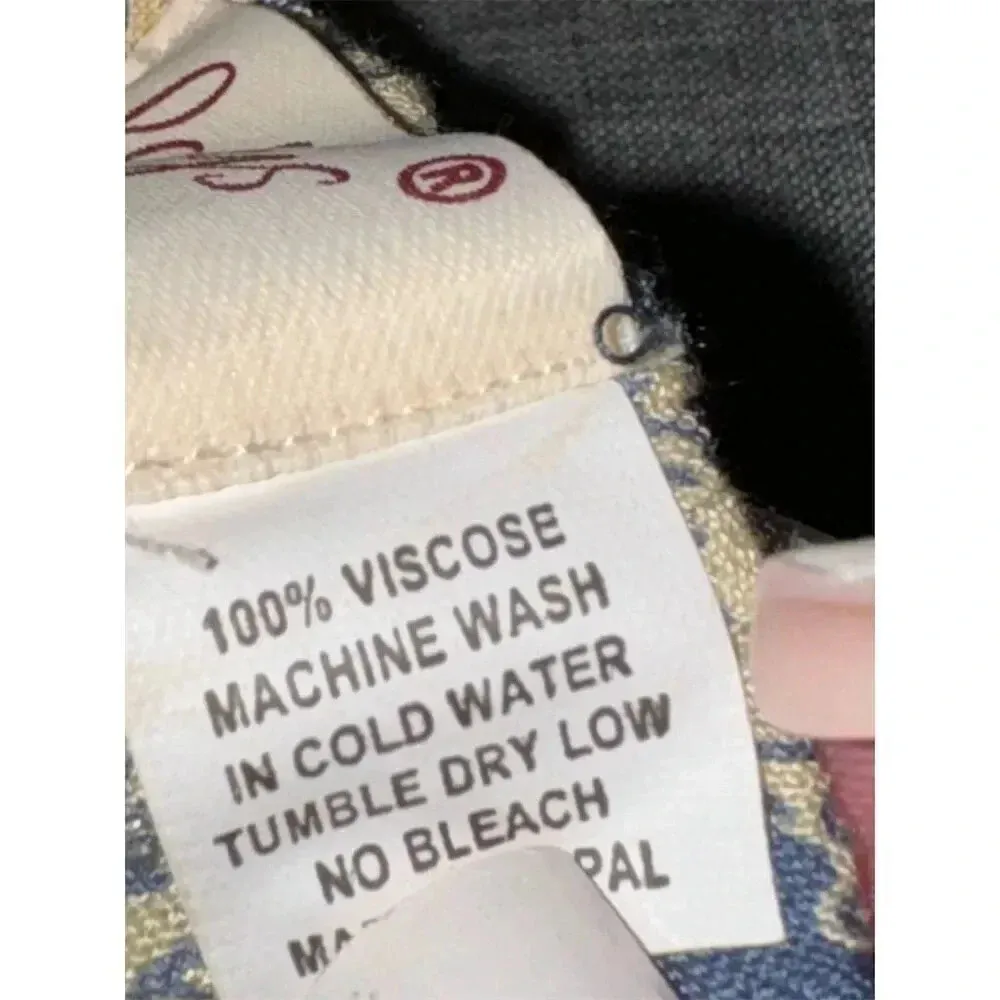 ®
100% VISCOSE
MACHINE WASH
IN COLD WATER
TUMBLE DRY LOW
NO BLEACH